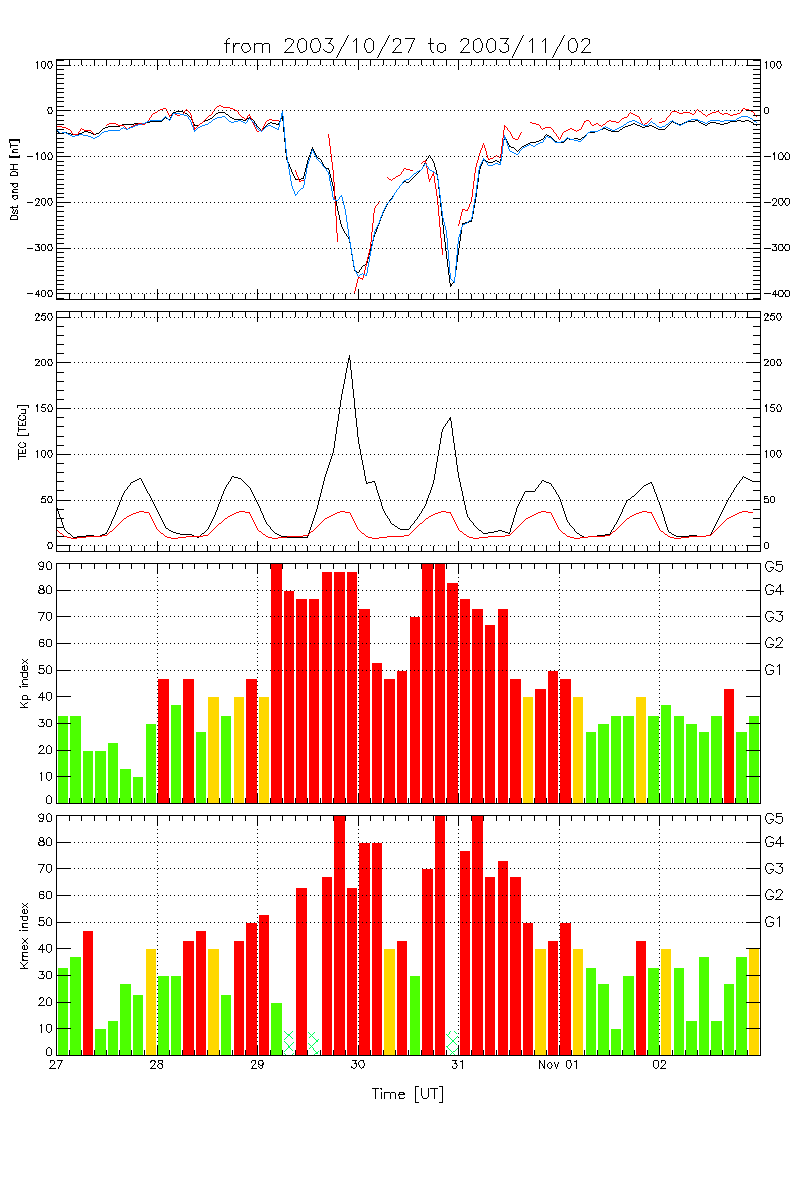 from 2003/10/27 to 2003/11/02
100 100
0 0
-100 -100
-200 -200
-300 -300
-400 -400
Dst and DH [nT]
250 250
200 200
150 150
100 100
50 50
0 0
TEC [TECu]
90 G5
80 G4
70 G3
60 G2
50 G1
40
30
20
10
0
Kp index
90 G5
80 G4
70 G3
60 G2
50 G1
40
30
20
10
0
Kmex index
27 28 29 30 31 Nov 01 02
Time [UT]